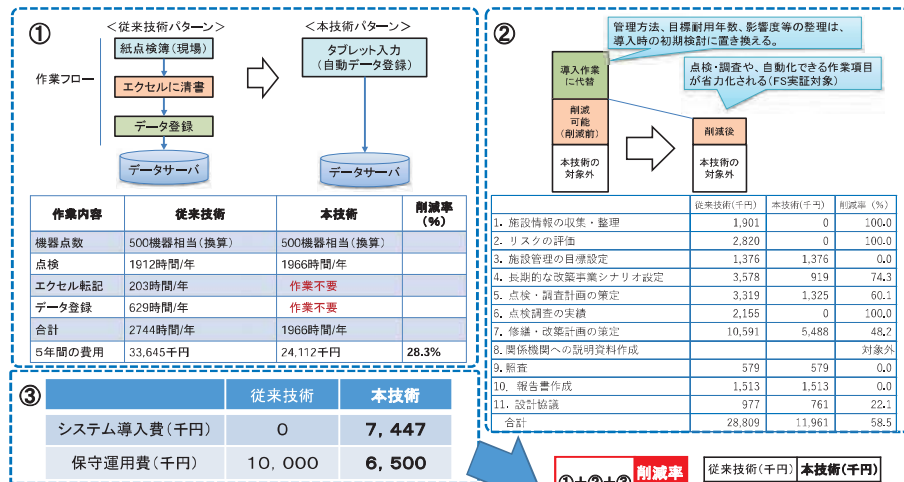 ①
<従来技術パターン>
<本技術パターン>
作業フロー
紙点検簿(現場)
エクセルに清書
データ登録
データサーバ
タブレット入力
(自動データ登録)
データサーバ
作業内容 従来技術 本技術 削減率(%)
機器点数 500機器相当(換算) 500機器相当(換算)
点検 1912時間/年 1966時間/年
エクセル転記 203時間/年 作業不要
データ登録 629時間/年 作業不要
合計 2744時間/年 1966時間/年
5年間の費用 33,645千円 24,112千円 28.3%
②
管理方法、目標耐用年数、影響度等の整理は、
導入時の初期検討に置き換える。
点検・調査や、自動化できる作業項目
が省力化される(FS実証対象)
導入作業
に代替
削減
可能
(削減前)
本技術の
対象外
削減後
本技術の
対象外
従来技術(千円) 本技術(千円) 削減率(%)
1. 施設情報の収集・整理 1,901 0 100.0
2. リスクの評価 2,820 0 100.0
3. 施設管理の目標設定 1,376 1,376 0.0
4. 長期的な改築事業シナリオ設定 3,578 919 74.3
5. 点検・調査計画の策定 3,319 1,325 60.1
6. 点検調査の実績 2,155 0 100.0
7. 修繕・改築計画の策定 10,591 5,488 48.2
8. 関係機関への説明資料作成 対象外
9. 照査 579 579 0.0
10. 報告書作成 1,513 1,513 0.0
11. 設計協議 977 761 22.1
合計 28,809 11,961 58.5
③
従来技術 本技術
システム導入費(千円) 0 7,447
保守運用費(千円) 10,000 6,500
①+②+③ 削減率
従来技術(千円) 本技術(千円)